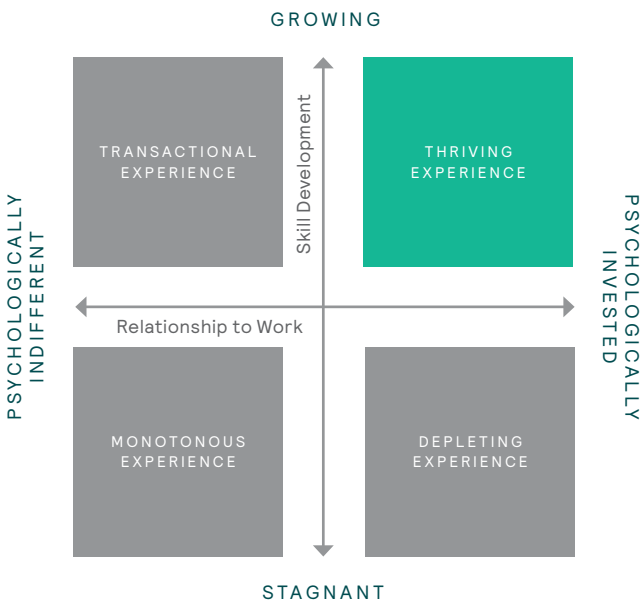 GROWING
TRANSACTIONAL
EXPERIENCE
Skill Development
THRIVING
EXPERIENCE
PSYCHOLOGICALLY
INDIFFERENT
PSYCHOLOGICALLY
INVESTED
Relationship to Work
MONOTONOUS
EXPERIENCE
DEPLETING
EXPERIENCE
STAGNANT